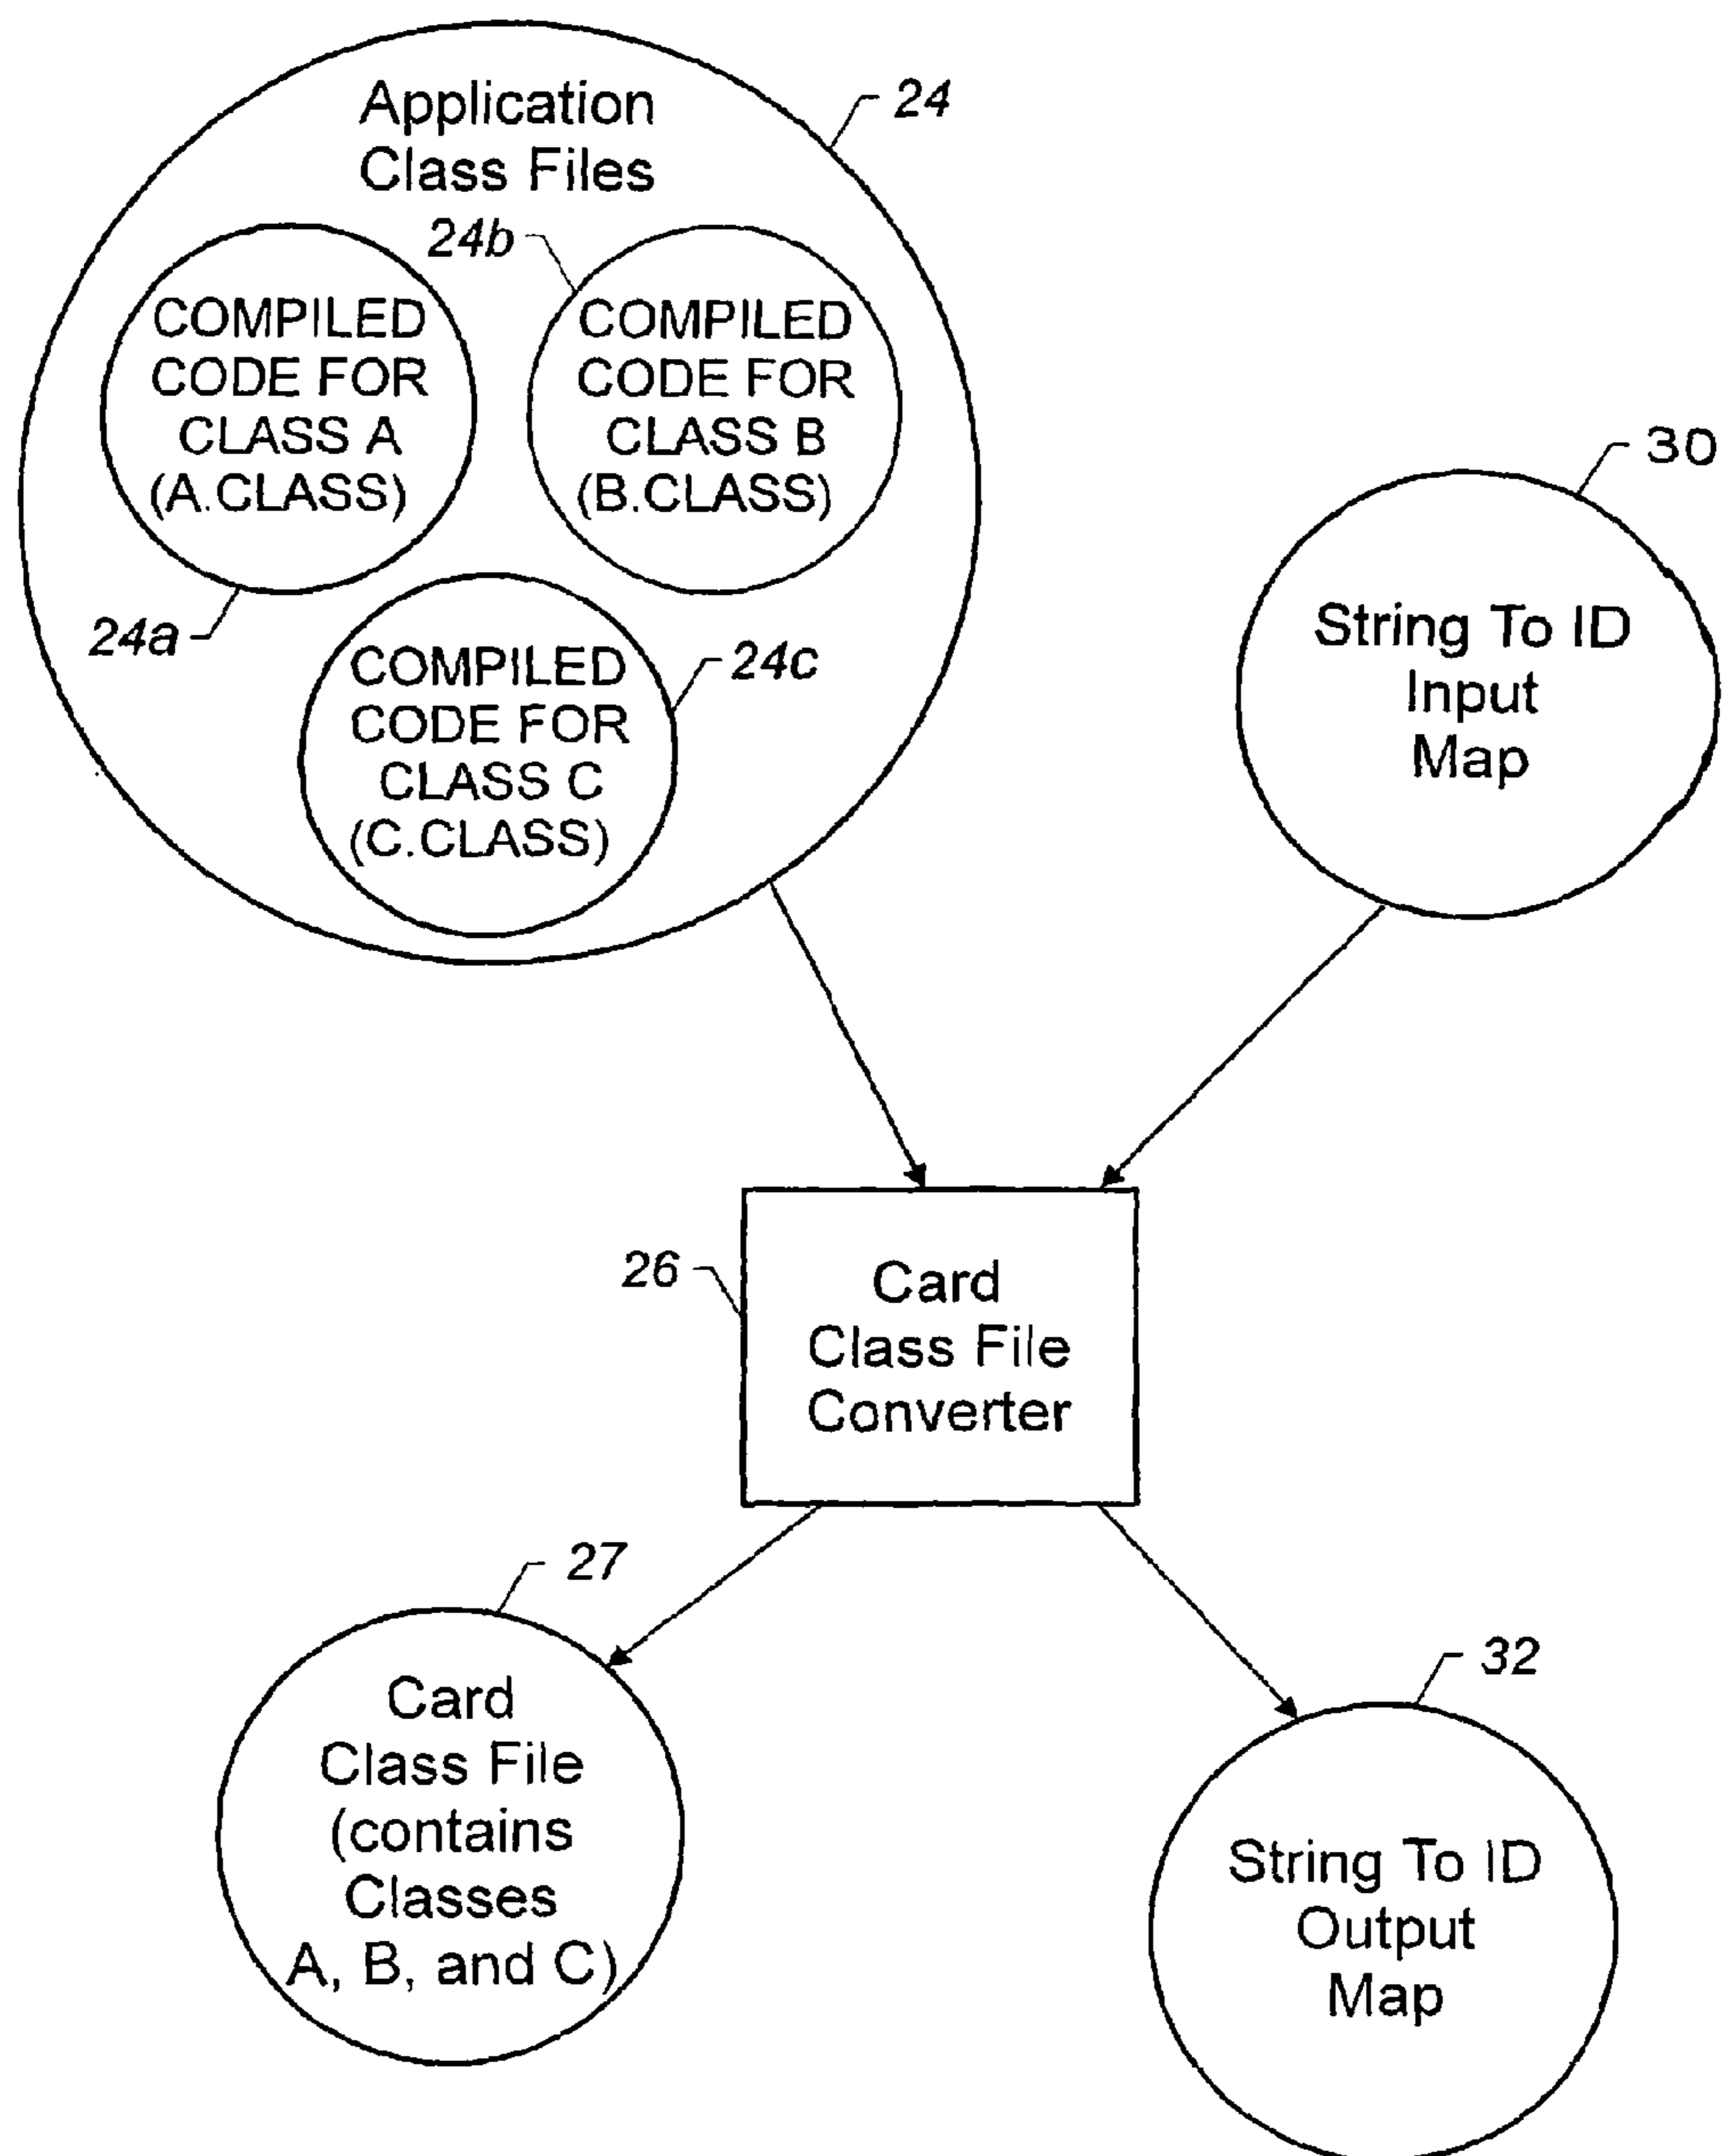 Application
Class Files
24
24b
COMPILED
CODE FOR
CLASS A
(A.CLASS)
COMPILED
CODE FOR
CLASS B
(B.CLASS)
24a
COMPILED
CODE FOR
CLASS C
(C.CLASS)
24c
30
String To ID
Input
Map
26
Card
Class File
Converter
27
Card
Class File
(contains
Classes
A, B, and C)
32
String To ID
Output
Map